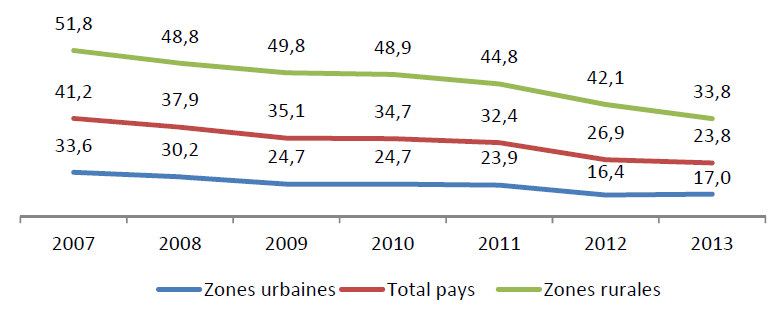 51,8 48,8 49,8 48,9 44,8 42,1 33,8
41,2 37,9 35,1 34,7 32,4 26,9 23,8
33,6 30,2 24,7 24,7 23,9 16,4 17,0
2007 2008 2009 2010 2011 2012 2013
Zones urbaines Total pays Zones rurales